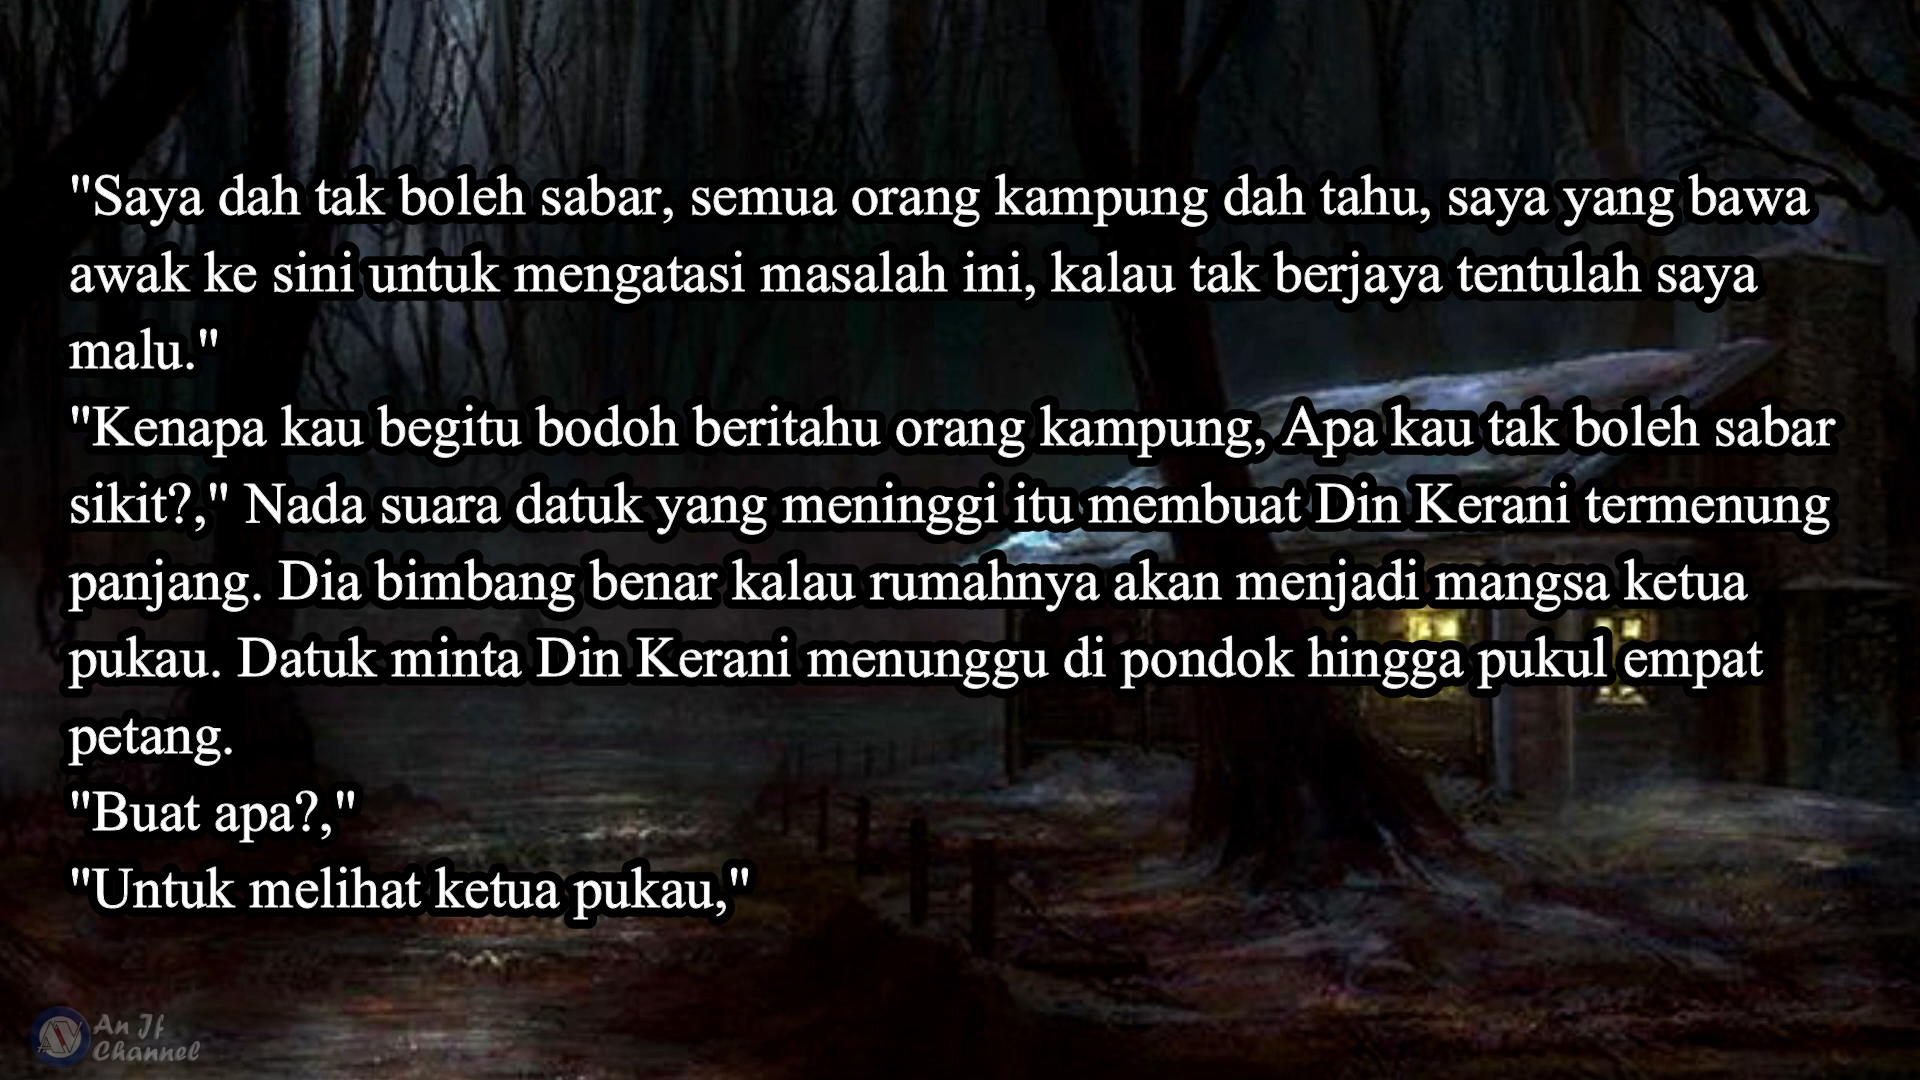 "Saya dah tak boleh sabar, semua orang kampung dah tahu, saya yang bawa
awak ke sini untuk mengatasi masalah ini, kalau tak berjaya tentulah saya
malu."
"Kenapa kau begitu bodoh beritahu orang kampung, Apa kau tak boleh sabar
sikit?," Nada suara datuk yang meninggi itu membuat Din Kerani termenung
panjang. Dia bimbang benar kalau rumahnya akan menjadi mangsa ketua
pukau. Datuk minta Din Kerani menunggu di pondok hingga pukul empat
petang.
"Buat apa?,"
"Untuk melihat ketua pukau,"
An If
Channel